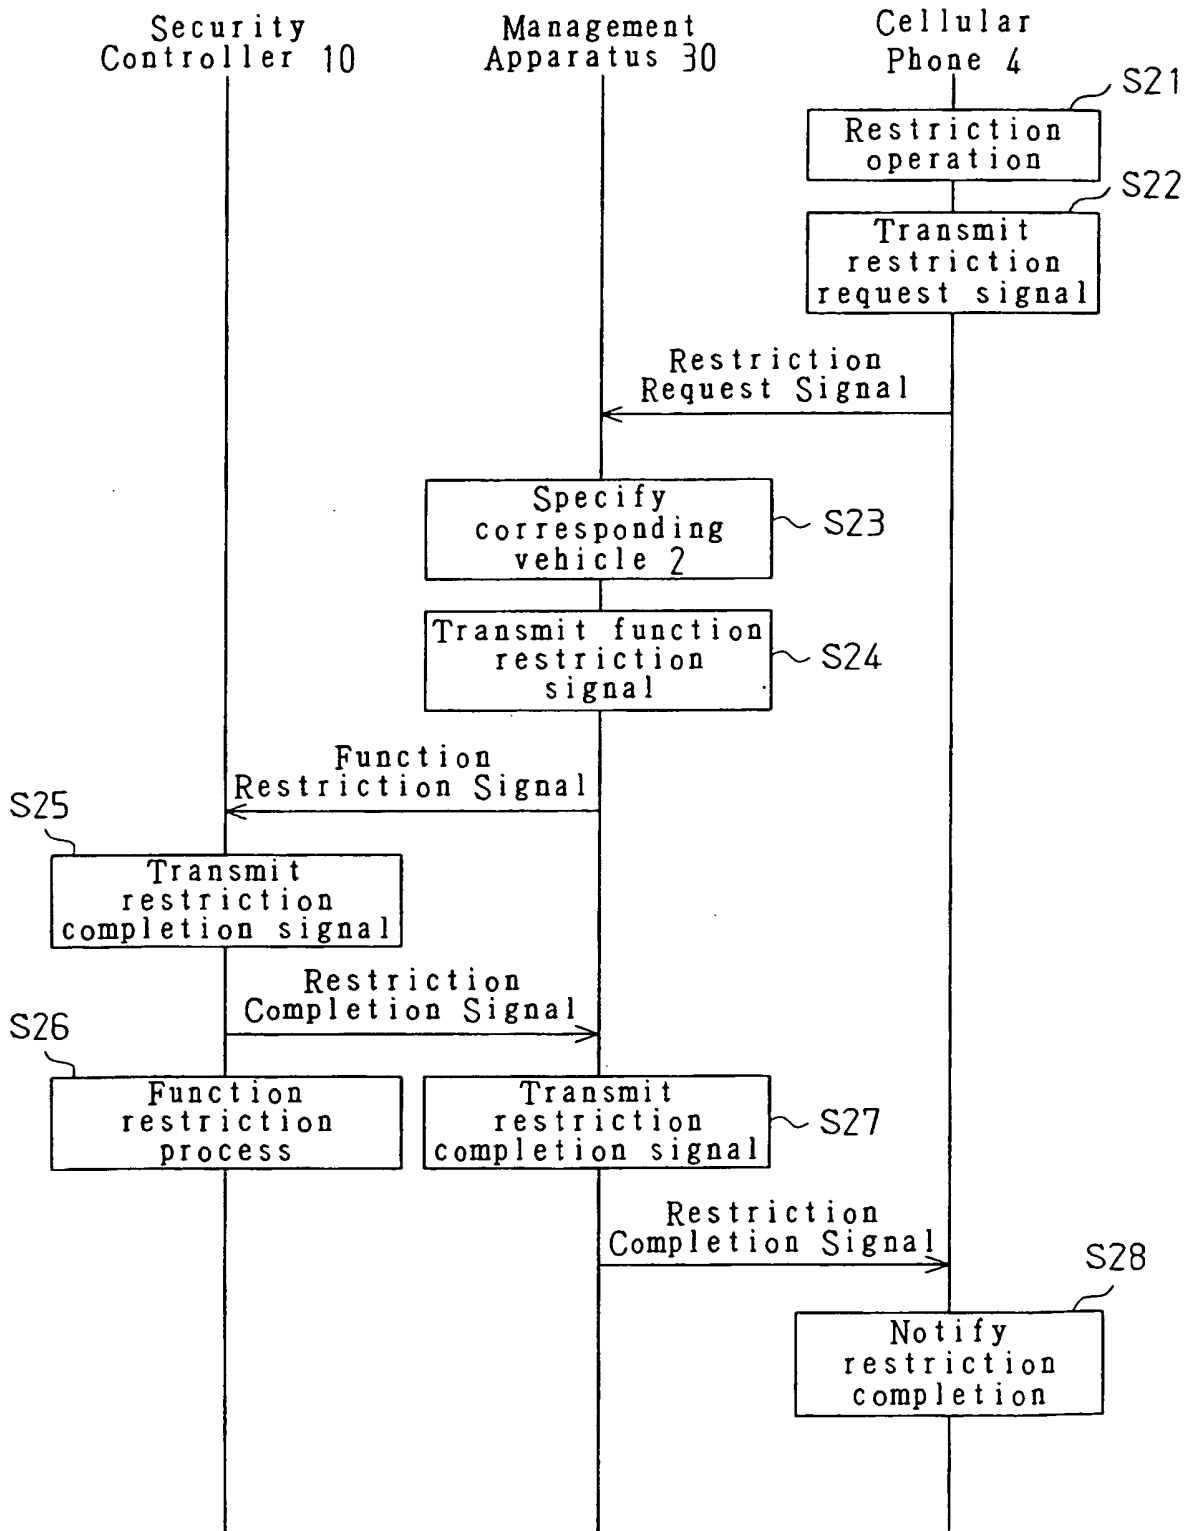 Security
Controller 10
Management
Apparatus 30
Cellular
Phone 4
S21
Restriction
operation
S22
Transmit
restriction
request signal
Restriction
Request Signal
Specify
corresponding
vehicle 2
S23
Transmit function
restriction
signal
S24
Function
Restriction Signal
S25
Transmit
restriction
completion signal
Restriction
Completion Signal
S26
Function
restriction
process
Transmit
restriction
completion signal
S27
Restriction
Completion Signal
S28
Notify
restriction
completion